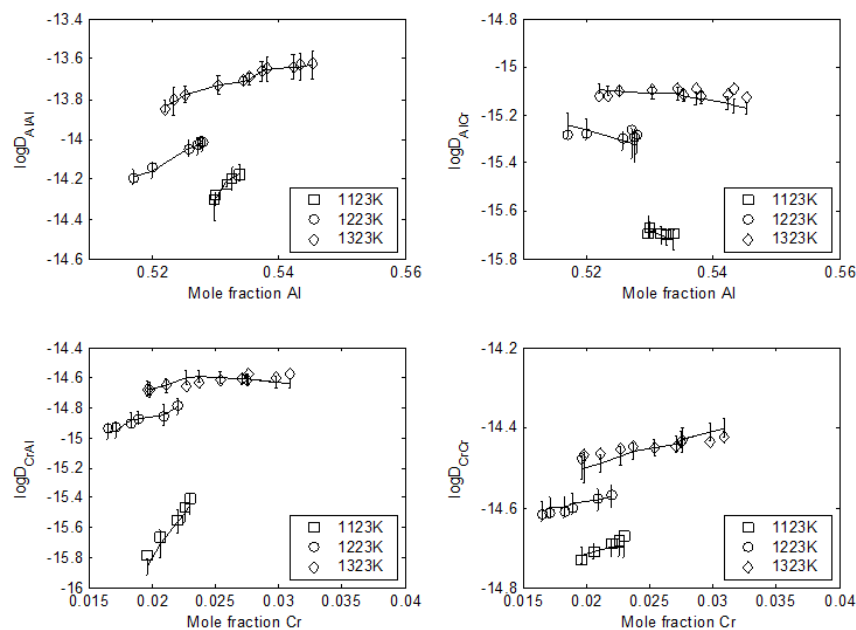 -13.4
-13.6
-13.8
-14
-14.2
-14.4
-14.6
logD_AlAl
1123K
1223K
1323K
0.52
0.54
0.56
Mole fraction Al
-14.8
-15
-15.2
-15.4
-15.6
-15.8
logD_AlCr
1123K
1223K
1323K
0.52
0.54
0.56
Mole fraction Al
-14.4
-14.6
-14.8
-15
-15.2
-15.4
-15.6
-15.8
-16
logD_CrAl
1123K
1223K
1323K
0.015
0.02
0.025
0.03
0.035
0.04
Mole fraction Cr
-14.2
-14.4
-14.6
-14.8
logD_CrCr
1123K
1223K
1323K
0.015
0.02
0.025
0.03
0.035
0.04
Mole fraction Cr